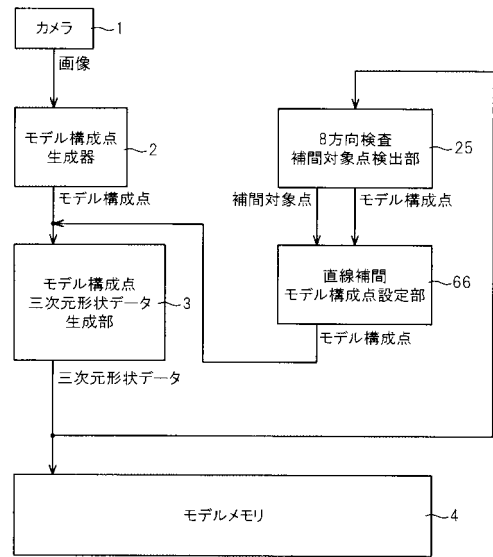 カメラ
1
画像
モデル構成点
生成器
2
モデル構成点
8方向検査
補間対象点検出部
25
補間対象点
モデル構成点
モデル構成点
三次元形状データ
生成部
3
直線補間
モデル構成点設定部
66
モデル構成点
三次元形状データ
モデルメモリ
4